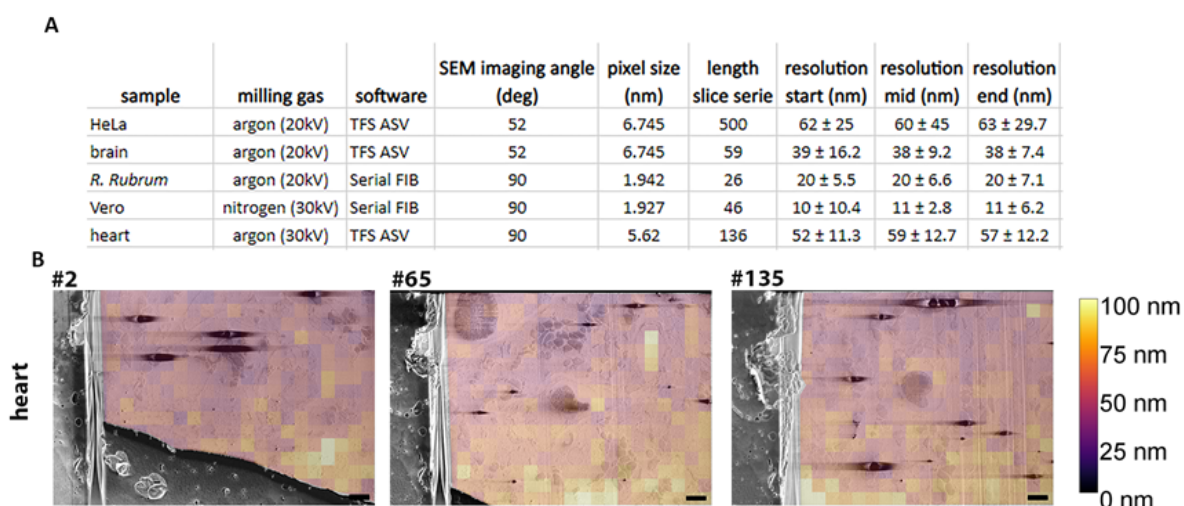 A
sample milling gas software SEM imaging angle (deg) pixel size (nm) length slice serie resolution start (nm) resolution mid (nm) resolution end (nm)
HeLa argon (20kV) TFS ASV 52 6.745 500 62 ± 25 60 ± 45 63 ± 29.7
brain argon (20kV) TFS ASV 52 6.745 59 39 ± 16.2 38 ± 9.2 38 ± 7.4
R. Rubrum argon (20kV) Serial FIB 90 1.942 26 20 ± 5.5 20 ± 6.6 20 ± 7.1
Vero nitrogen (30kV) Serial FIB 90 1.927 46 10 ± 10.4 11 ± 2.8 11 ± 6.2
heart argon (30kV) TFS ASV 90 5.62 136 52 ± 11.3 59 ± 12.7 57 ± 12.2
B
#2 #65 #135
heart
100 nm
75 nm
50 nm
25 nm
0 nm